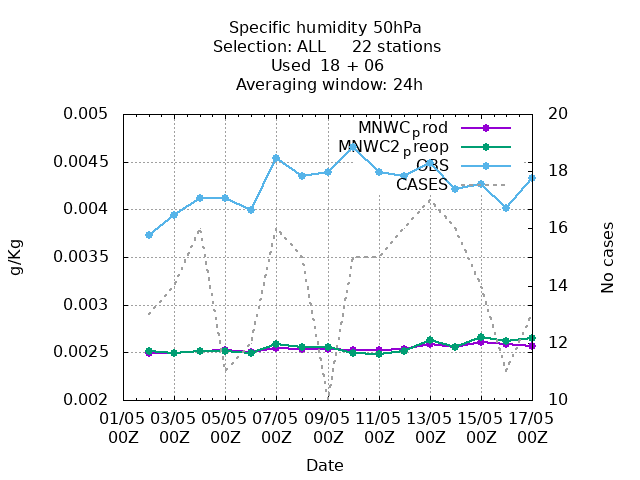 Specific humidity 50hPa
Selection: ALL 22 stations
Used 18 + 06
Averaging window: 24h
0.005
0.0045
0.004
0.0035
0.003
0.0025
0.002
20
18
16
14
12
10
MNWC_prod
MNWC2_preop
OBS
CASES
g/Kg
No cases
01/05 03/05 05/05 07/05 09/05 11/05 13/05 15/05 17/05
00Z 00Z 00Z 00Z 00Z 00Z 00Z 00Z 00Z
Date